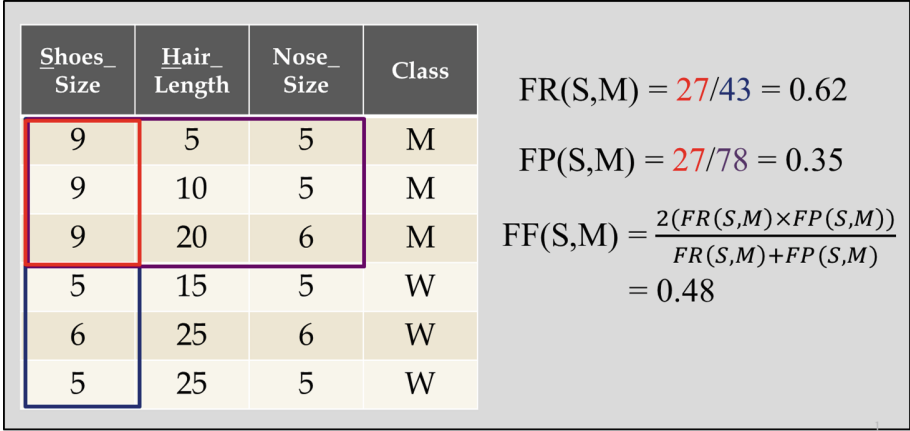 Shoes_ Size Hair_ Length Nose_ Size Class
9 5 5 M
9 10 5 M
9 20 6 M
5 15 5 W
6 25 6 W
5 25 5 W
FR(S,M) = 27/43 = 0.62
FP(S,M) = 27/78 = 0.35
FF(S,M) = 2(FR(S,M)×FP(S,M)) / FR(S,M)+FP(S,M)
= 0.48